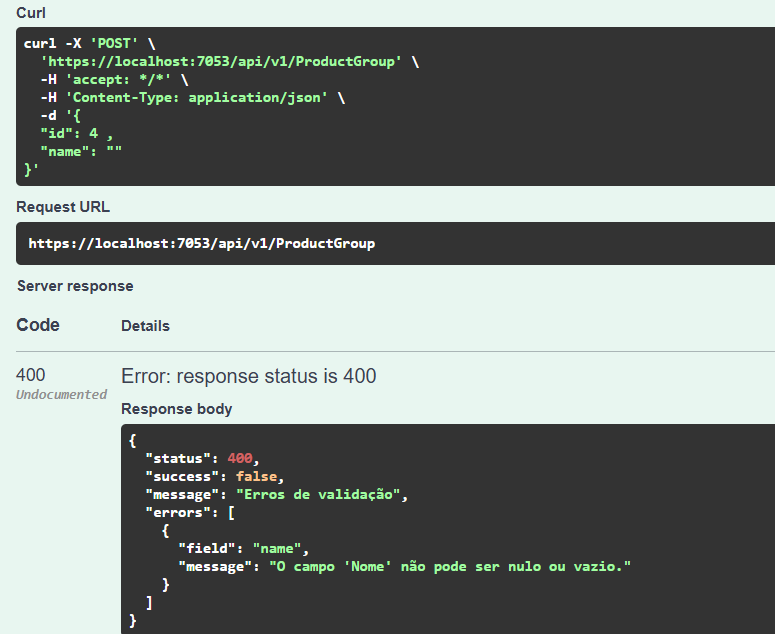 Curl
curl -X 'POST' \
  'https://localhost:7053/api/v1/ProductGroup' \
  -H 'accept: */*' \
  -H 'Content-Type: application/json' \
  -d '{
  "id": 4 ,
  "name": ""
}'
Request URL
https://localhost:7053/api/v1/ProductGroup
Server response
Code Details
400 Error: response status is 400
Undocumented
Response body
{
  "status": 400,
  "success": false,
  "message": "Erros de validação",
  "errors": [
    {
      "field": "name",
      "message": "O campo 'Nome' não pode ser nulo ou vazio."
    }
  ]
}